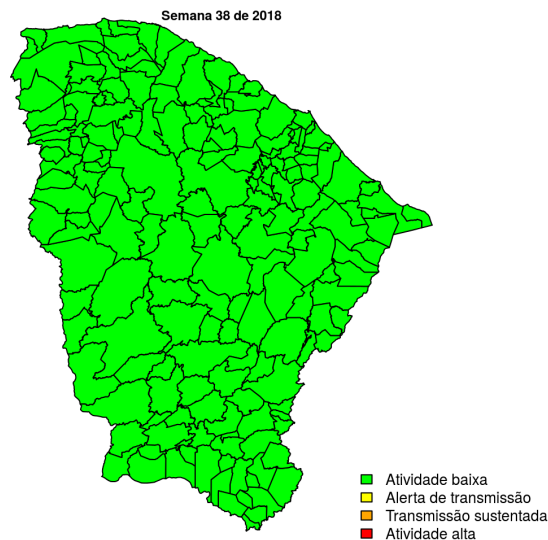 Semana 38 de 2018
Atividade baixa
Alerta de transmissão
Transmissão sustentada
Atividade alta